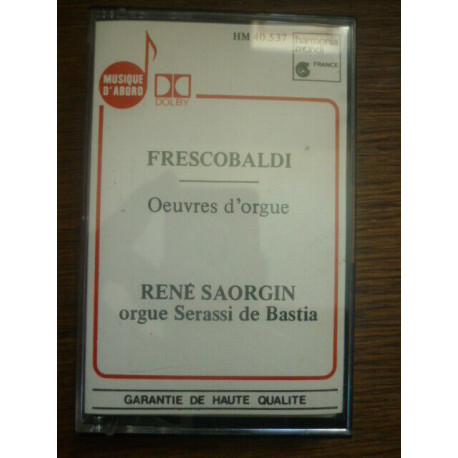 HM 40.537
harmonia
mundi
FRANCE
MUSIQUE
D'ABORD
DOLBY
FRESCOBALDI
Oeuvres d'orgue
RENÉ SAORGIN
orgue Serassi de Bastia
GARANTIE DE HAUTE QUALITE